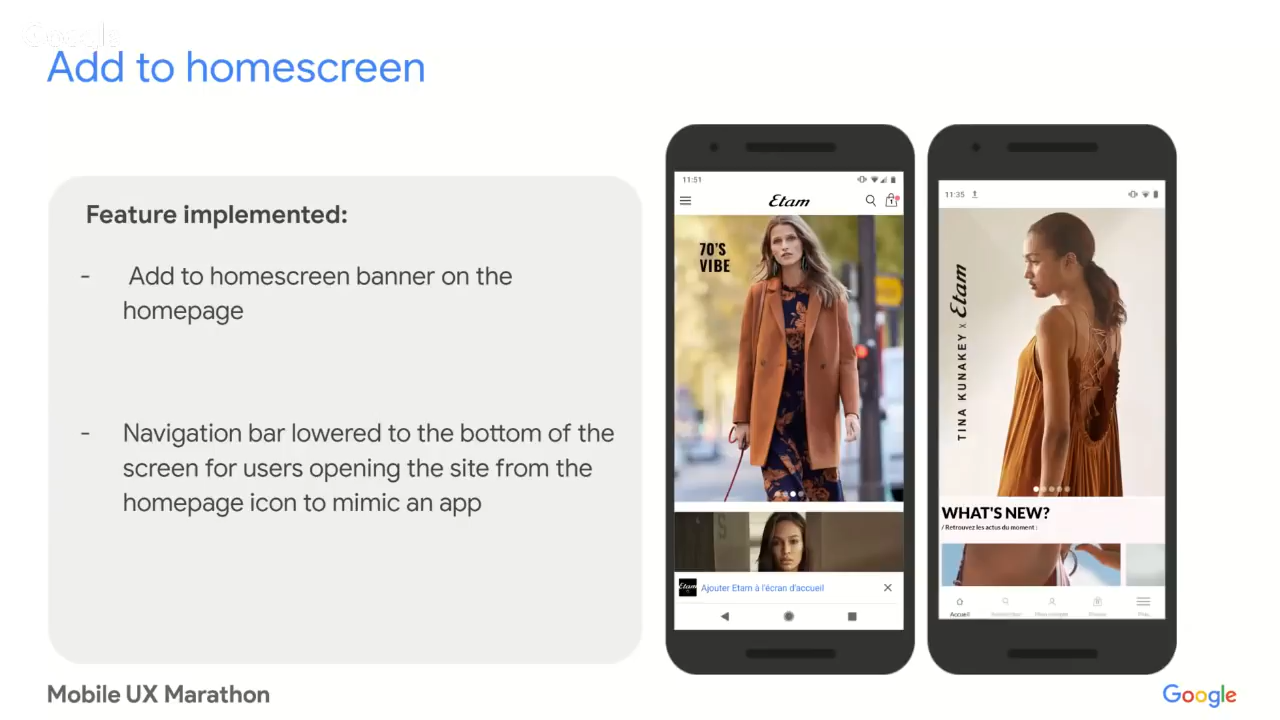 Google
Add to homescreen
Feature implemented:
- Add to homescreen banner on the
homepage
- Navigation bar lowered to the bottom of the
screen for users opening the site from the
homepage icon to mimic an app
11:51
Etam
1
70'S
VIBE
Etam
Ajouter Etam à l'écran d'accueil
11:35
TINA KUNAKEY x Etam
WHAT'S NEW?
/ Retrouvez les actus du moment :
Accueil
Mobile UX Marathon
Google